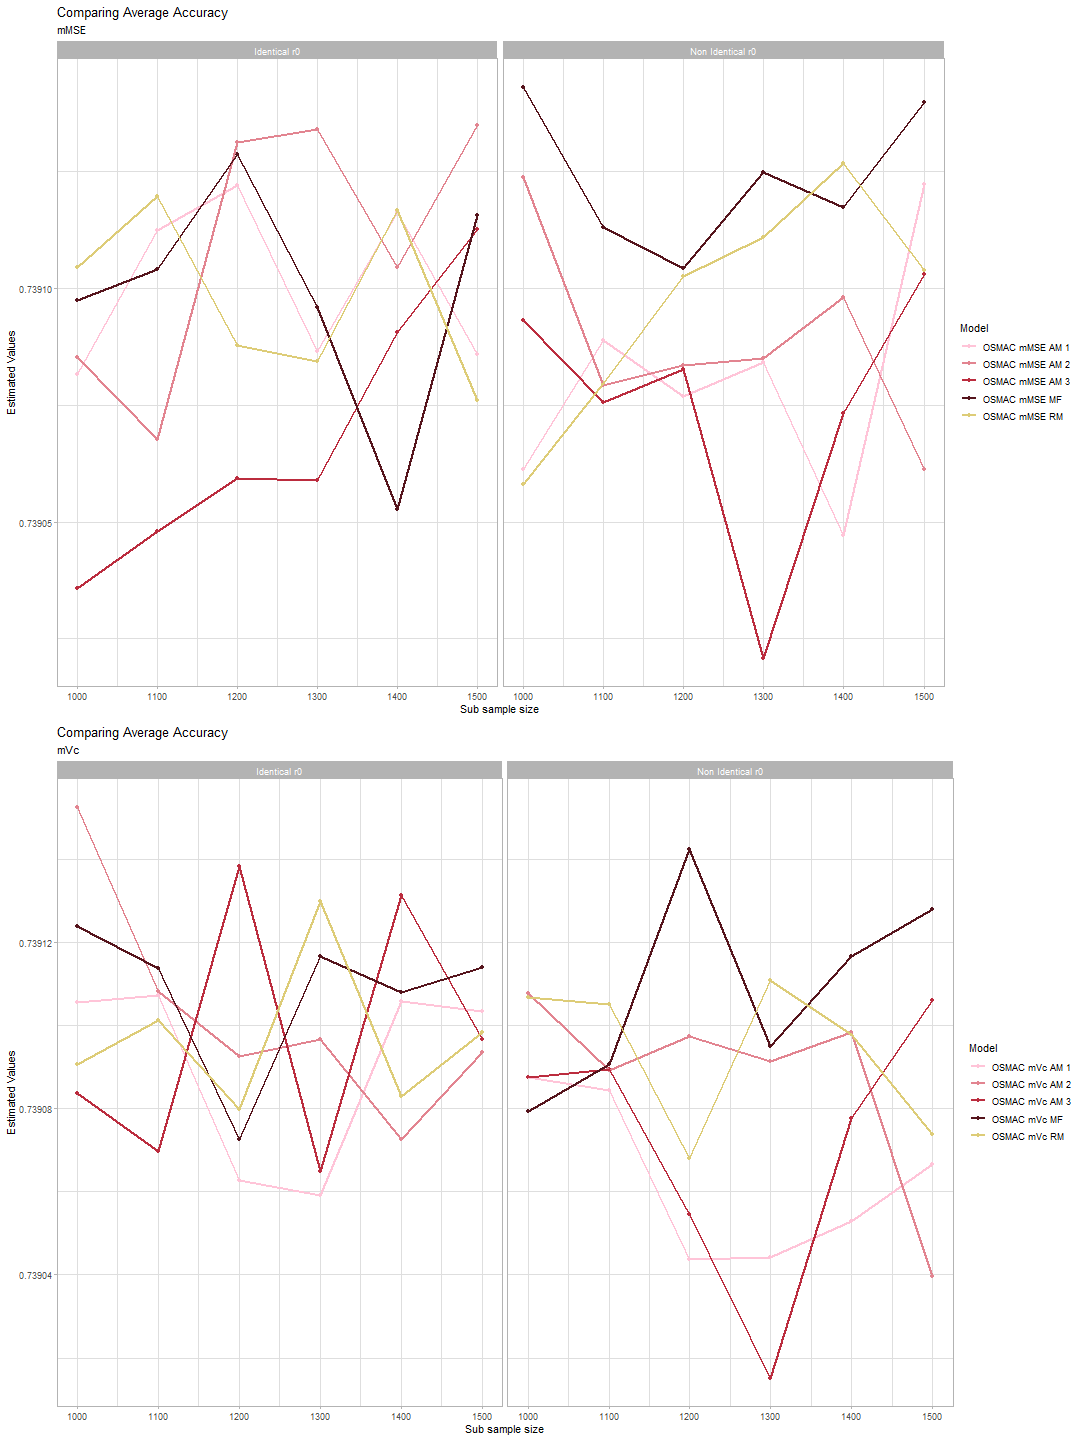 Comparing Average Accuracy
mMSE
Identical r0
Non Identical r0
0.73910
0.73905
Estimated Values
1000 1100 1200 1300 1400 1500
1000 1100 1200 1300 1400 1500
Sub sample size
Model
OSMAC mMSE AM 1
OSMAC mMSE AM 2
OSMAC mMSE AM 3
OSMAC mMSE MF
OSMAC mMSE RM
Comparing Average Accuracy
mVc
Identical r0
Non Identical r0
0.73912
0.73908
0.73904
Estimated Values
1000 1100 1200 1300 1400 1500
1000 1100 1200 1300 1400 1500
Sub sample size
Model
OSMAC mVc AM 1
OSMAC mVc AM 2
OSMAC mVc AM 3
OSMAC mVc MF
OSMAC mVc RM